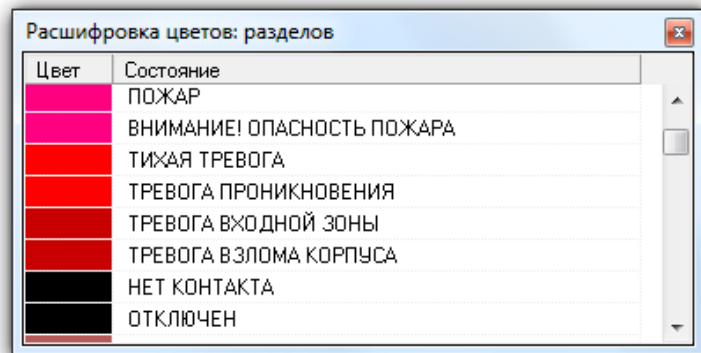 Расшифровка цветов: разделов
Цвет Состояние
ПОЖАР
ВНИМАНИЕ! ОПАСНОСТЬ ПОЖАРА
ТИХАЯ ТРЕВОГА
ТРЕВОГА ПРОНИКНОВЕНИЯ
ТРЕВОГА ВХОДНОЙ ЗОНЫ
ТРЕВОГА ВЗЛОМА КОРПУСА
НЕТ КОНТАКТА
ОТКЛЮЧЕН